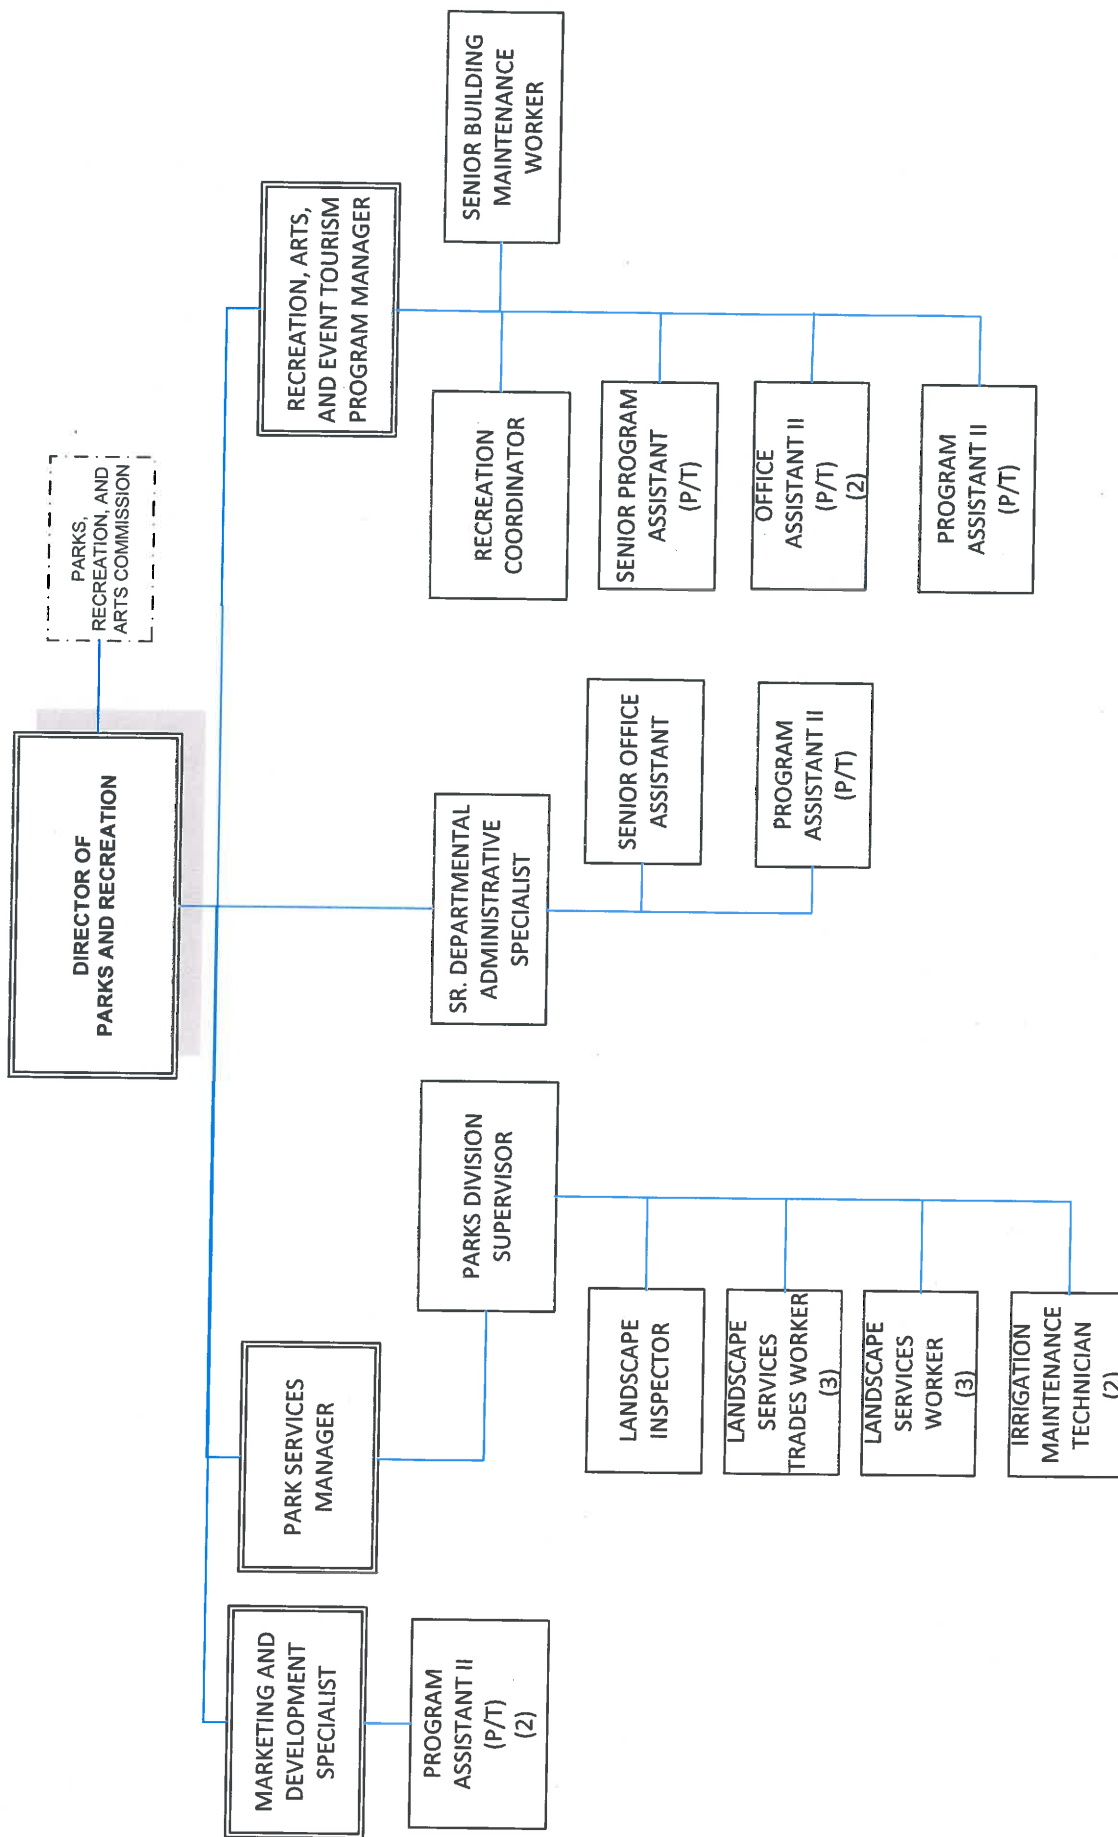 DIRECTOR OF
PARKS AND RECREATION
PARKS,
RECREATION, AND
ARTS COMMISSION
MARKETING AND
DEVELOPMENT
SPECIALIST
PROGRAM
ASSISTANT II
(P/T)
(2)
PARK SERVICES
MANAGER
PARKS DIVISION
SUPERVISOR
LANDSCAPE
INSPECTOR
LANDSCAPE
SERVICES
TRADES WORKER
(3)
LANDSCAPE
SERVICES
WORKER
(3)
IRRIGATION
MAINTENANCE
TECHNICIAN
(2)
SR. DEPARTMENTAL
ADMINISTRATIVE
SPECIALIST
SENIOR OFFICE
ASSISTANT
PROGRAM
ASSISTANT II
(P/T)
RECREATION, ARTS,
AND EVENT TOURISM
PROGRAM MANAGER
SENIOR BUILDING
MAINTENANCE
WORKER
RECREATION
COORDINATOR
SENIOR PROGRAM
ASSISTANT
(P/T)
OFFICE
ASSISTANT II
(P/T)
(2)
PROGRAM
ASSISTANT II
(P/T)